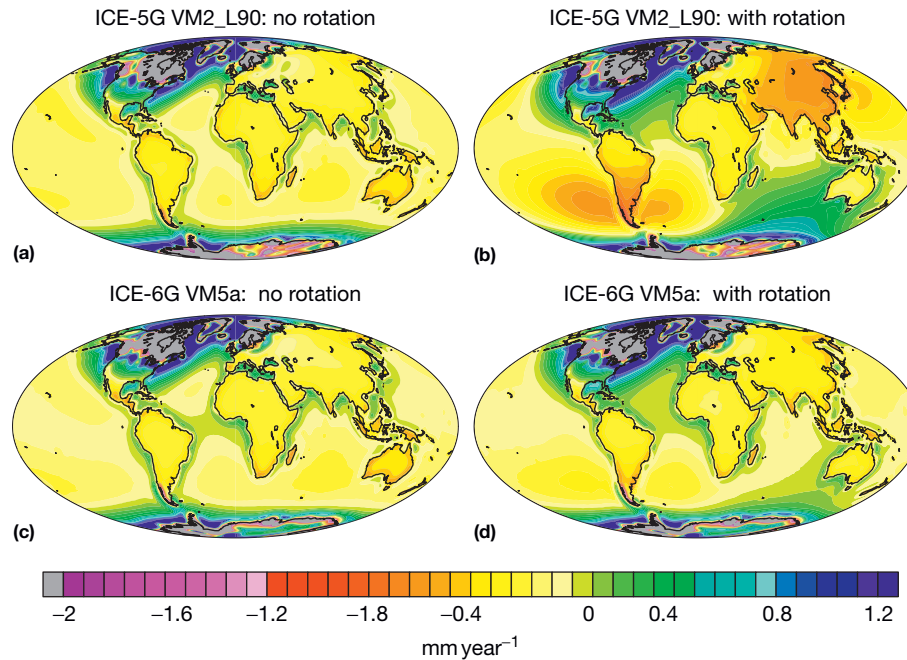 ICE-5G VM2_L90: no rotation
ICE-5G VM2_L90: with rotation
(a)
(b)
ICE-6G VM5a: no rotation
ICE-6G VM5a: with rotation
(c)
(d)
−2 −1.6 −1.2 −1.8 −0.4 0 0.4 0.8 1.2
mm year⁻¹